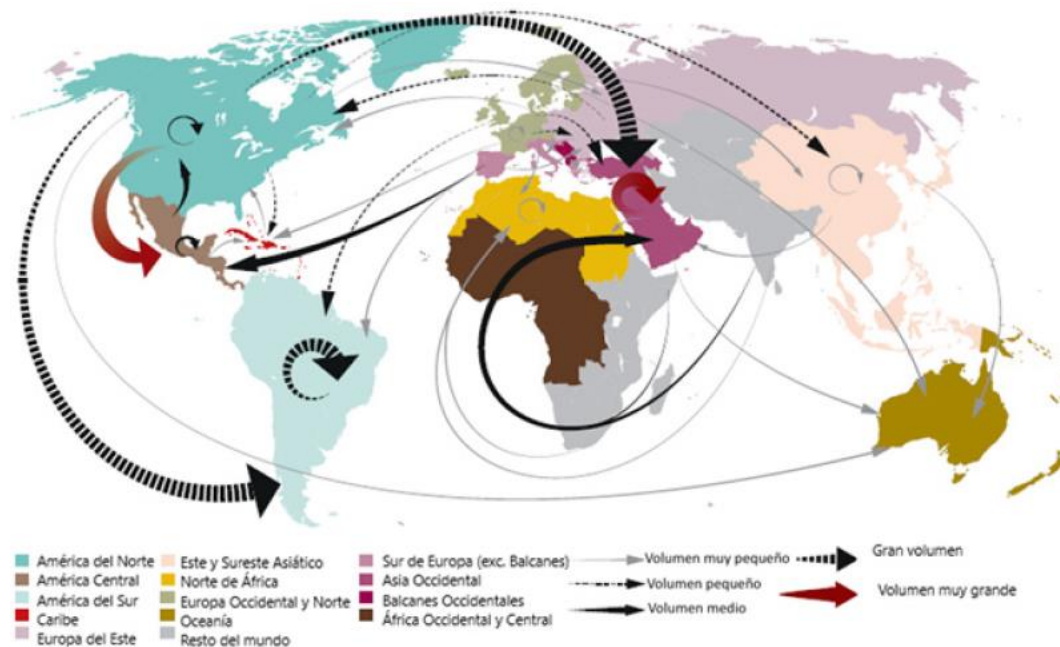 América del Norte
América Central
América del Sur
Caribe
Europa del Este
Este y Sureste Asiático
Norte de África
Europa Occidental y Norte
Oceanía
Resto del mundo
Sur de Europa (exc. Balcanes)
Asia Occidental
Balcanes Occidentales
África Occidental y Central
Volumen muy pequeño
Volumen pequeño
Volumen medio
Gran volumen
Volumen muy grande